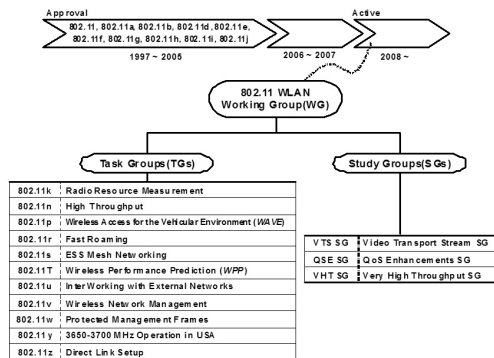 Approval
Active
802.11, 802.11a, 802.11b, 802.11d, 802.11e,
802.11f, 802.11g, 802.11h, 802.11i, 802.11j
1997 ~ 2005
2006 ~ 2007
2008 ~
802.11 WLAN
Working Group(WG)
Task Groups(TGs)
Study Groups(SGs)
802.11k Radio Resource Measurement
802.11n High Throughput
802.11p Wireless Access for the Vehicular Environment (WAVE)
802.11r Fast Roaming
802.11s ESS Mesh Networking
802.11T Wireless Performance Prediction (WPP)
802.11u InterWorking with External Networks
802.11v Wireless Network Management
802.11w Protected Management Frames
802.11y 3650-3700 MHz Operation in USA
802.11z Direct Link Setup
VTS SG Video Transport Stream SG
QSE SG QoS Enhancements SG
VHT SG Very High Throughput SG